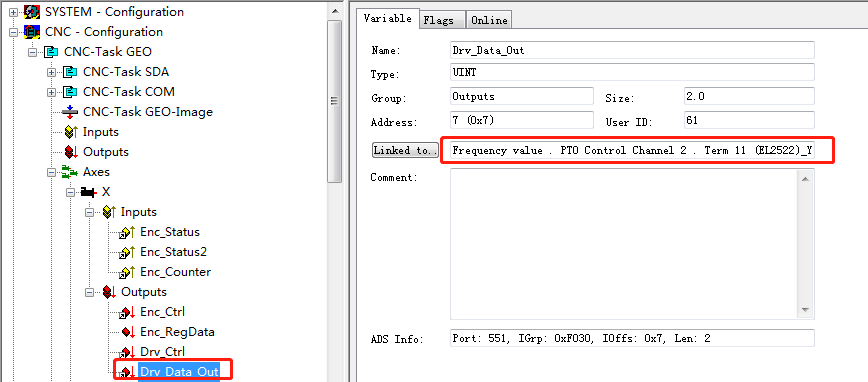 SYSTEM - Configuration
CNC - Configuration
CNC-Task GEO
CNC-Task SDA
CNC-Task COM
CNC-Task GEO-Image
Inputs
Outputs
Axes
X
Inputs
Enc_Status
Enc_Status2
Enc_Counter
Outputs
Enc_Ctrl
Enc_RegData
Drv_Ctrl
Drv_Data_Out
Variable Flags Online
Name: Drv_Data_Out
Type: UINT
Group: Outputs Size: 2.0
Address: 7 (0x7) User ID: 61
Linked to.. Frequency value . PTO Control Channel 2 . Term 11 (EL2522)_Y
Comment:
ADS Info: Port: 551, IGrp: 0xF030, IOffs: 0x7, Len: 2